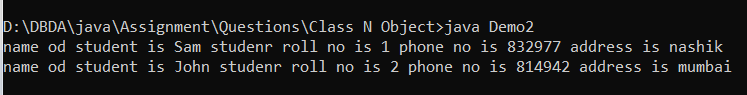 D:\DBDA\java\Assignment\Questions\Class N Object>java Demo2
name od student is Sam studenr roll no is 1 phone no is 832977 address is nashik
name od student is John studenr roll no is 2 phone no is 814942 address is mumbai